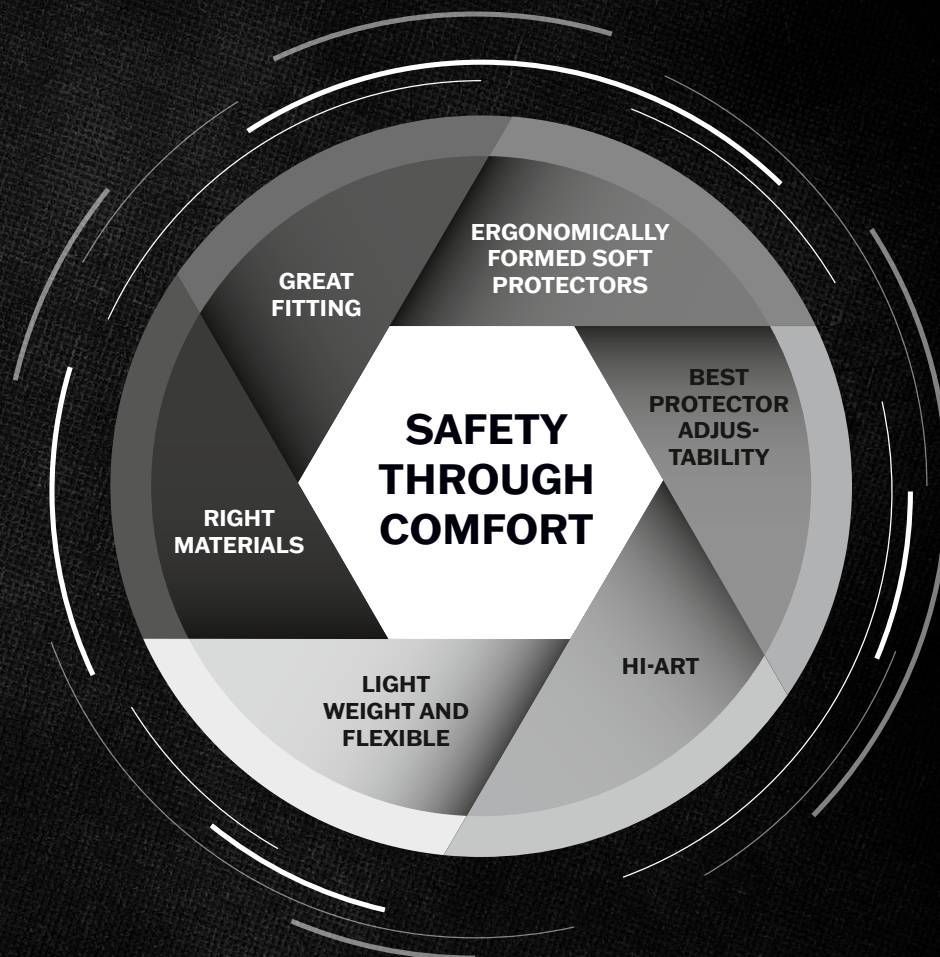 ERGONOMICALLY
FORMED SOFT
PROTECTORS
GREAT
FITTING
BEST
PROTECTOR
ADJUS-
TABILITY
SAFETY
THROUGH
COMFORT
RIGHT
MATERIALS
HI-ART
LIGHT
WEIGHT AND
FLEXIBLE